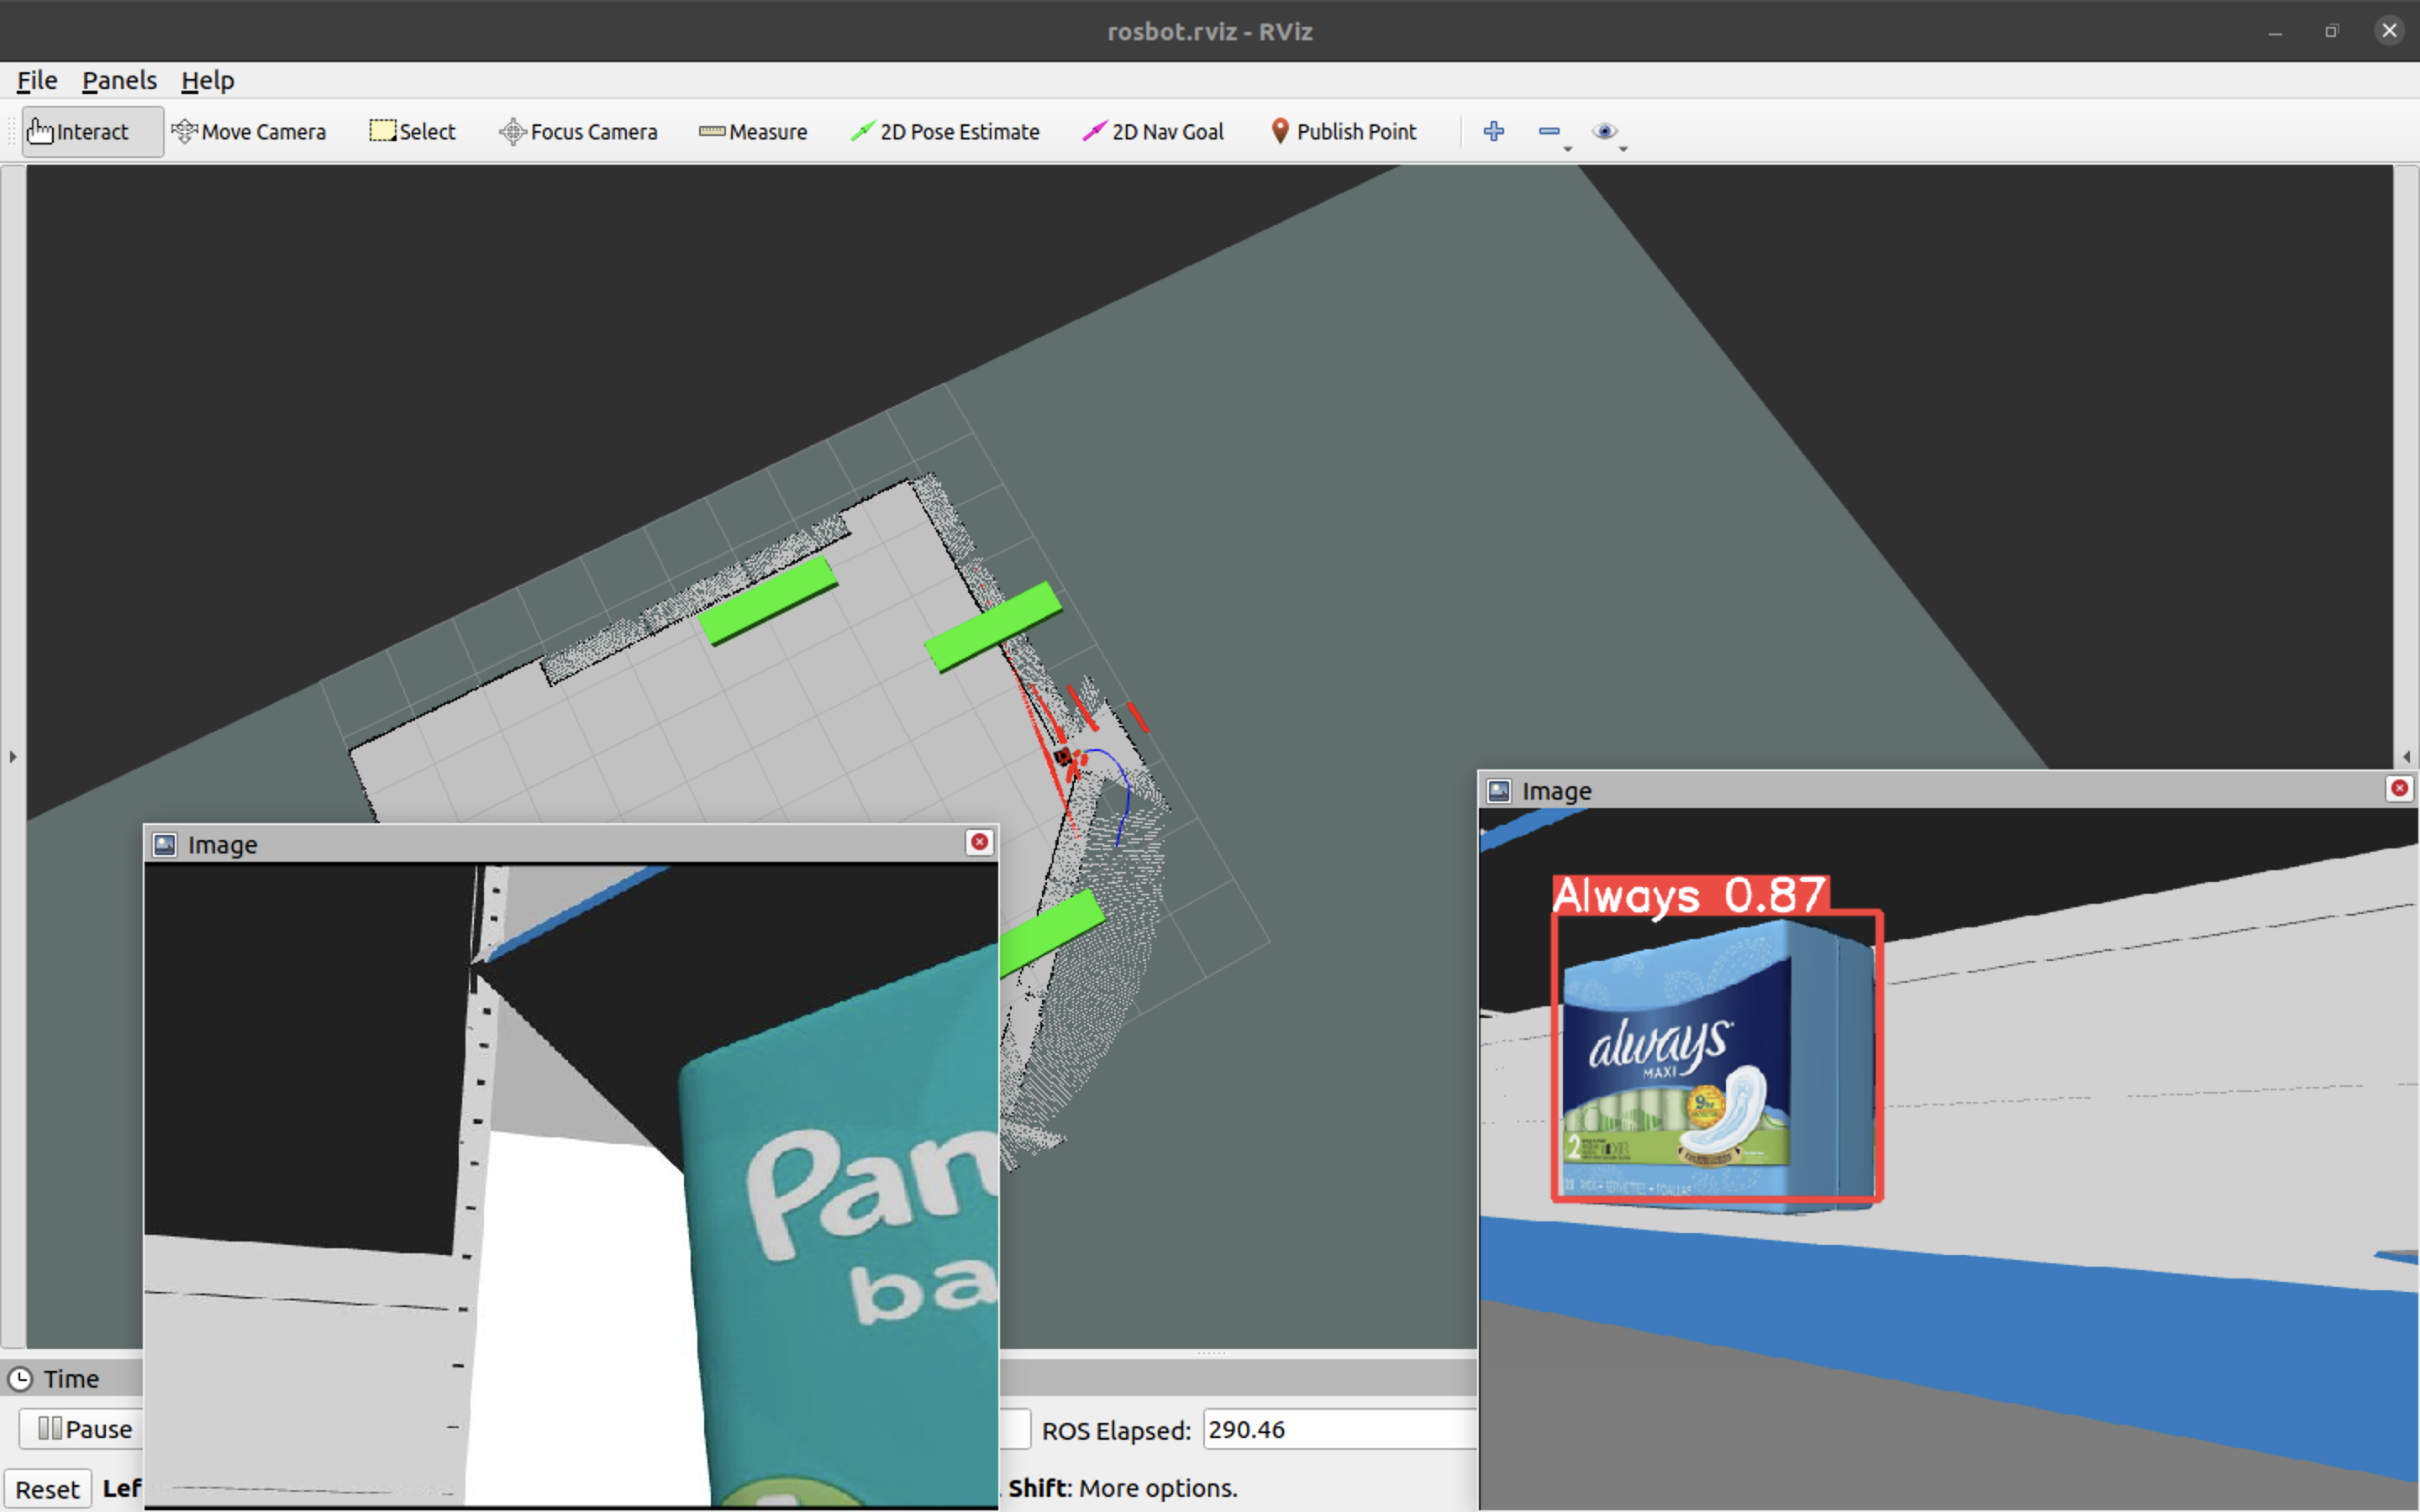 rosbot.rviz - RViz
File Panels Help
Interact Move Camera Select Focus Camera Measure 2D Pose Estimate 2D Nav Goal Publish Point
Image
Always 0.87
always
MAXI
2
Image
Pam
ba
Time
Pause ROS Elapsed: 290.46
Reset Lef Shift: More options.